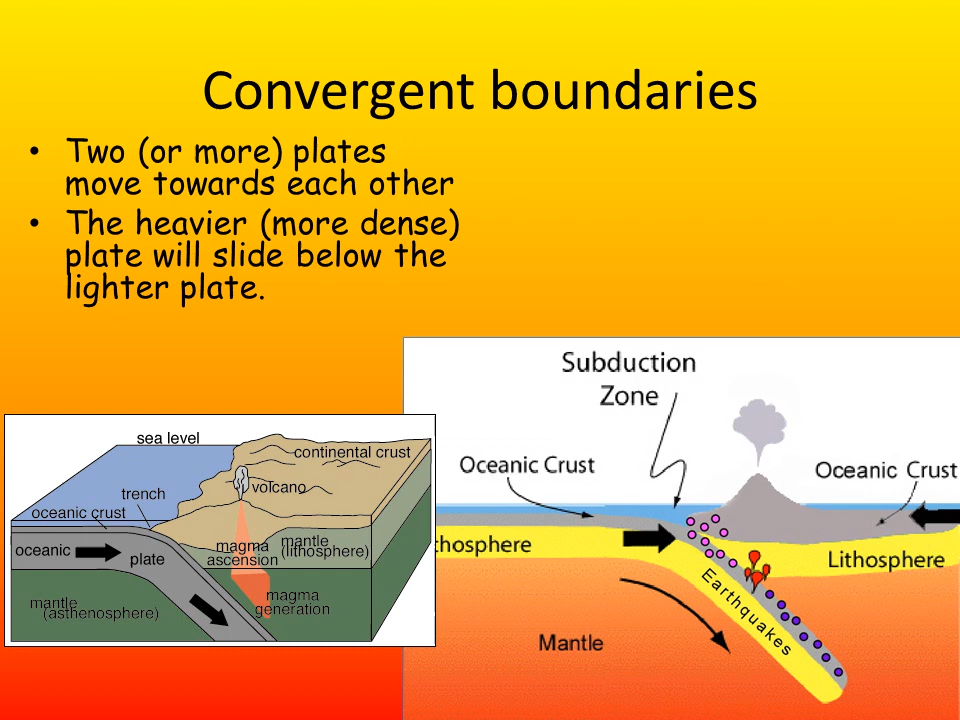 Convergent boundaries
• Two (or more) plates
move towards each other
• The heavier (more dense)
plate will slide below the
lighter plate.
sea level
continental crust
trench
volcano
oceanic crust
oceanic
plate
magma
ascension
mantle
(lithosphere)
magma
generation
mantle
(asthenosphere)
Subduction
Zone
Oceanic Crust
Oceanic Crust
thosphere
Lithosphere
Earthquakes
Mantle